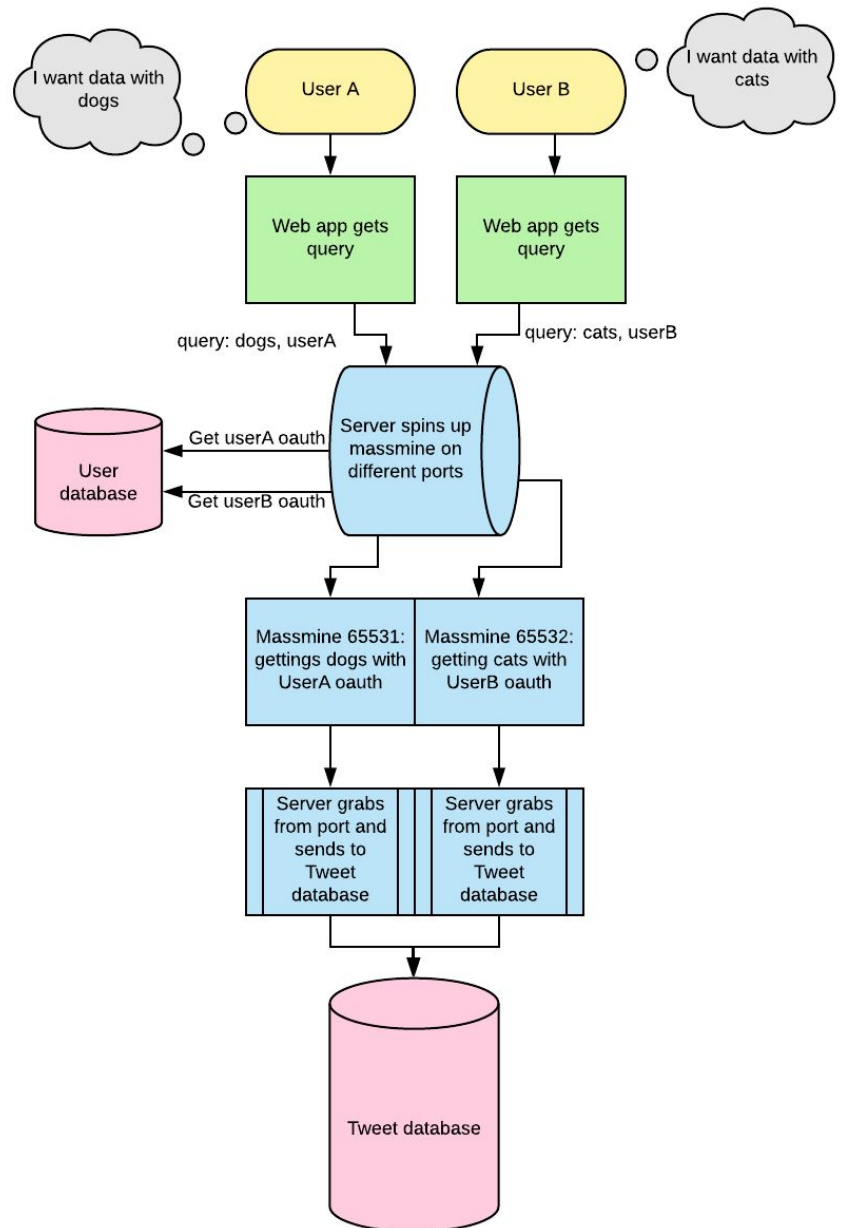 I want data with
dogs
User A
User B
I want data with
cats
Web app gets
query
Web app gets
query
query: dogs, userA
query: cats, userB
Server spins up
massmine on
different ports
Get userA oauth
User
database
Get userB oauth
Massmine 65531:
gettings dogs with
UserA oauth
Massmine 65532:
getting cats with
UserB oauth
Server grabs
from port and
sends to
Tweet
database
Server grabs
from port and
sends to
Tweet
database
Tweet database